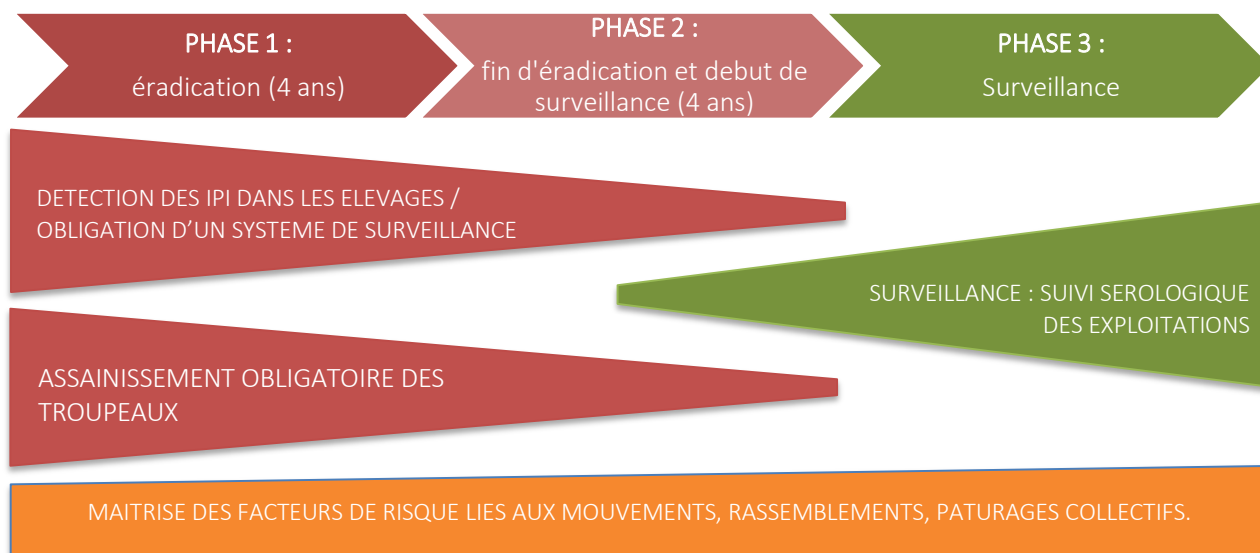 PHASE 1 :
éradication (4 ans)
PHASE 2 :
fin d'éradication et debut de
surveillance (4 ans)
PHASE 3 :
Surveillance
DETECTION DES IPI DANS LES ELEVAGES /
OBLIGATION D’UN SYSTEME DE SURVEILLANCE
SURVEILLANCE : SUIVI SEROLOGIQUE
DES EXPLOITATIONS
ASSAINISSEMENT OBLIGATOIRE DES
TROUPEAUX
MAITRISE DES FACTEURS DE RISQUE LIES AUX MOUVEMENTS, RASSEMBLEMENTS, PATURAGES COLLECTIFS.